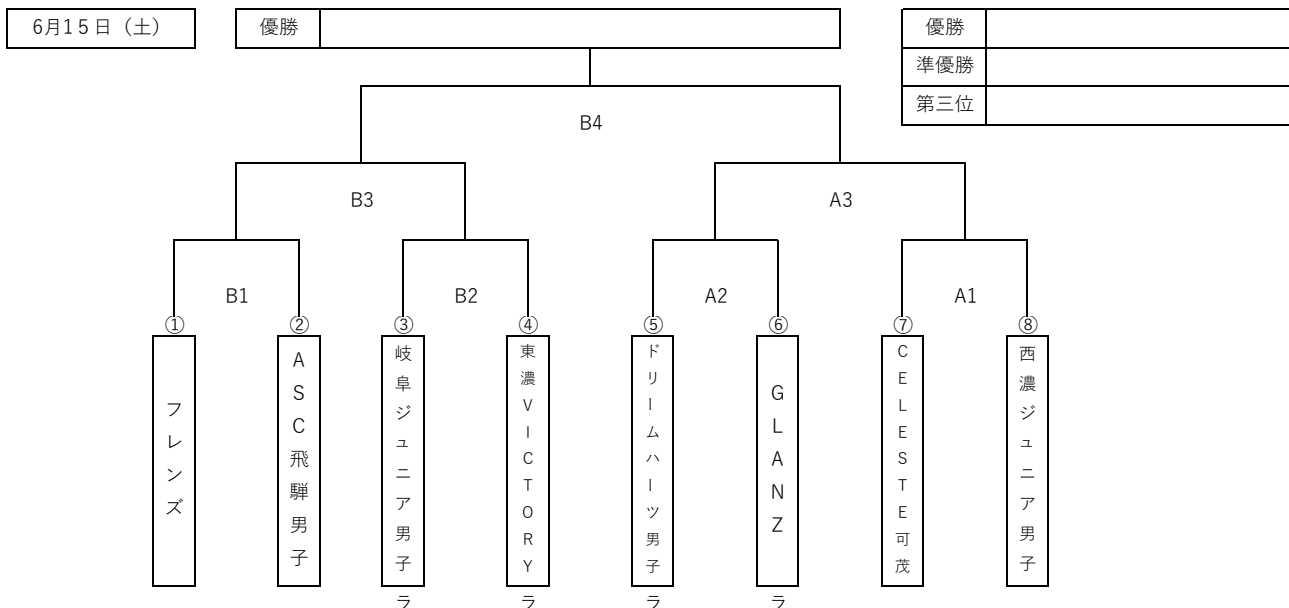 6月15日（土）
優勝
優勝
準優勝
第三位
B4
B3
A3
B1
B2
A2
A1
①
②
③
④
⑤
⑥
⑦
⑧
フレンズ
ASC飛騨男子
岐阜ジュニア男子
東濃VICTORY
ドリームハーツ男子
GLANZ
CELESTE可茂
西濃ジュニア男子
ラ
ラ
ラ